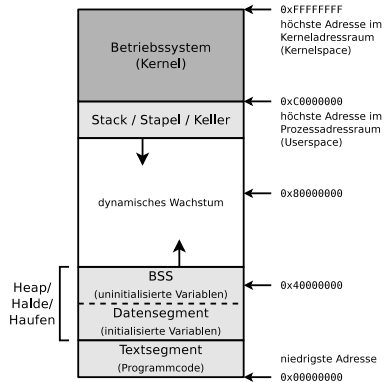 0xFFFFFFFF
höchste Adresse im
Kerneladressraum
(Kernelspace)
Betriebssystem
(Kernel)
0xC0000000
höchste Adresse im
Prozessadressraum
(Userspace)
Stack / Stapel / Keller
dynamisches Wachstum
0x80000000
Heap/
Halde/
Haufen
BSS
(uninitialisierte Variablen)
0x40000000
Datensegment
(initialisierte Variablen)
Textsegment
(Programmcode)
niedrigste Adresse
0x00000000